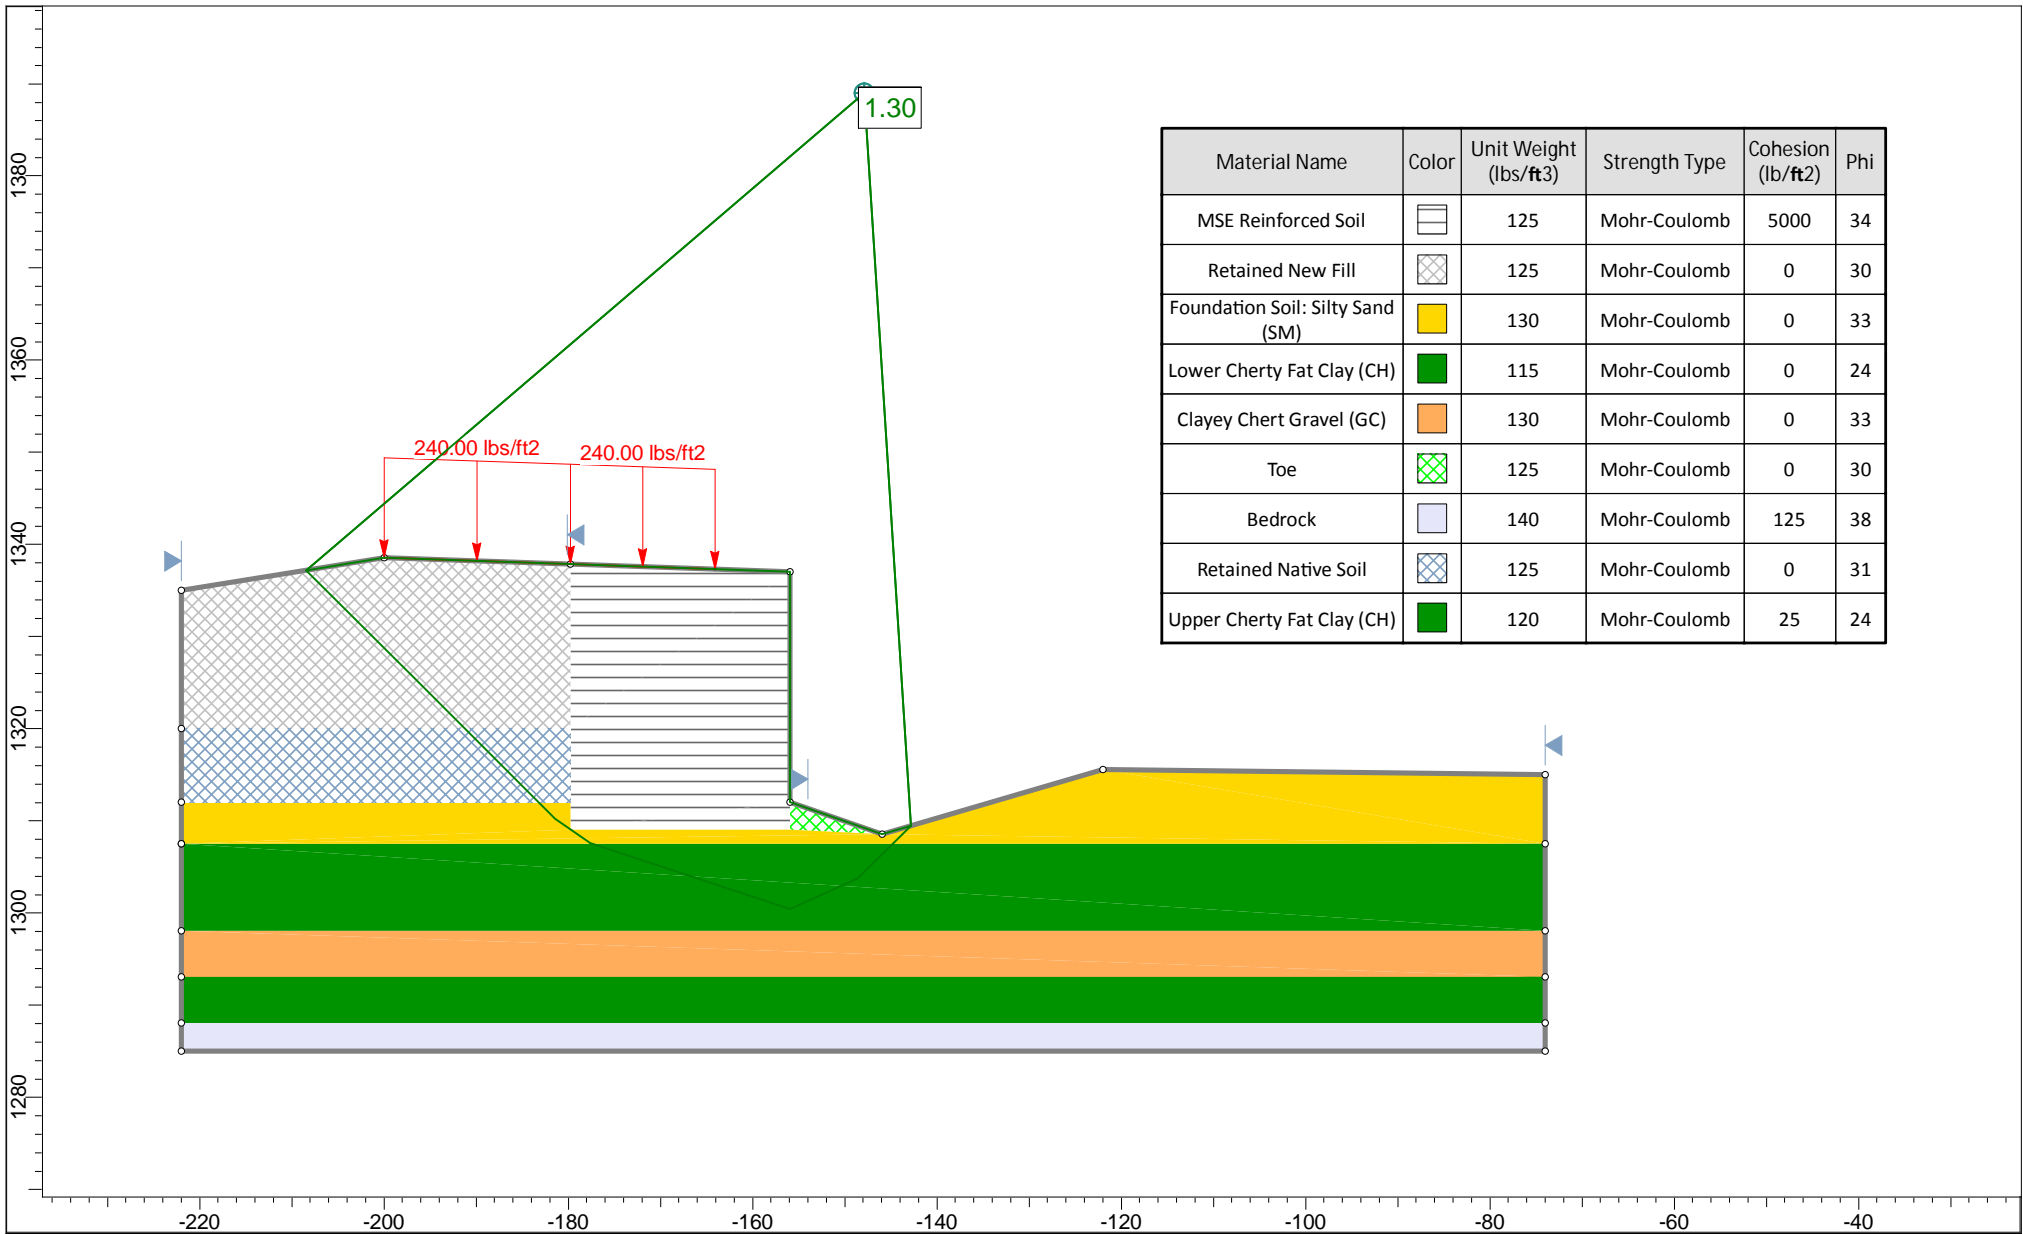 1.30
240.00 lbs/ft2 240.00 lbs/ft2
Material Name Color Unit Weight (lbs/ft3) Strength Type Cohesion (lb/ft2) Phi
MSE Reinforced Soil 125 Mohr-Coulomb 5000 34
Retained New Fill 125 Mohr-Coulomb 0 30
Foundation Soil: Silty Sand (SM) 130 Mohr-Coulomb 0 33
Lower Cherty Fat Clay (CH) 115 Mohr-Coulomb 0 24
Clayey Chert Gravel (GC) 130 Mohr-Coulomb 0 33
Toe 125 Mohr-Coulomb 0 30
Bedrock 140 Mohr-Coulomb 125 38
Retained Native Soil 125 Mohr-Coulomb 0 31
Upper Cherty Fat Clay (CH) 120 Mohr-Coulomb 25 24
1380
1360
1340
1320
1300
1280
-220 -200 -180 -160 -140 -120 -100 -80 -60 -40